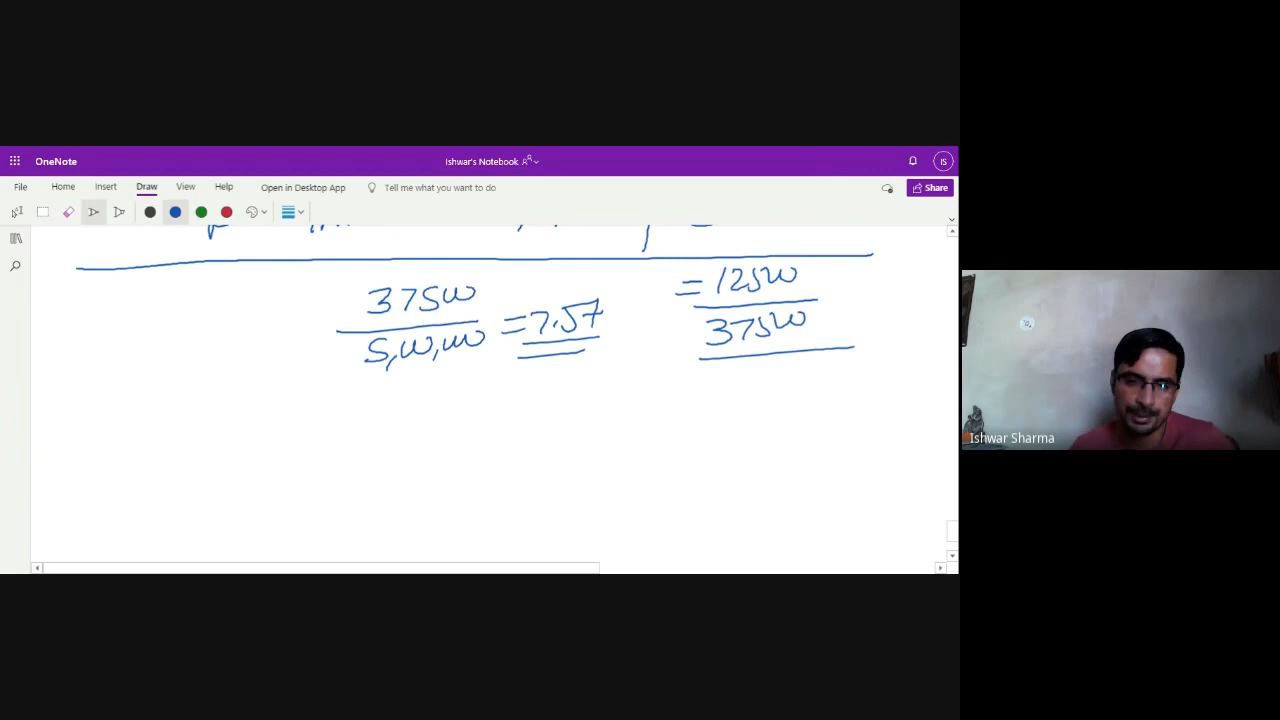 OneNote
Ishwar's Notebook
IS
File Home Insert Draw View Help Open in Desktop App Tell me what you want to do Share
37500
5,00,000
=7.57
=12500
37500
Ishwar Sharma